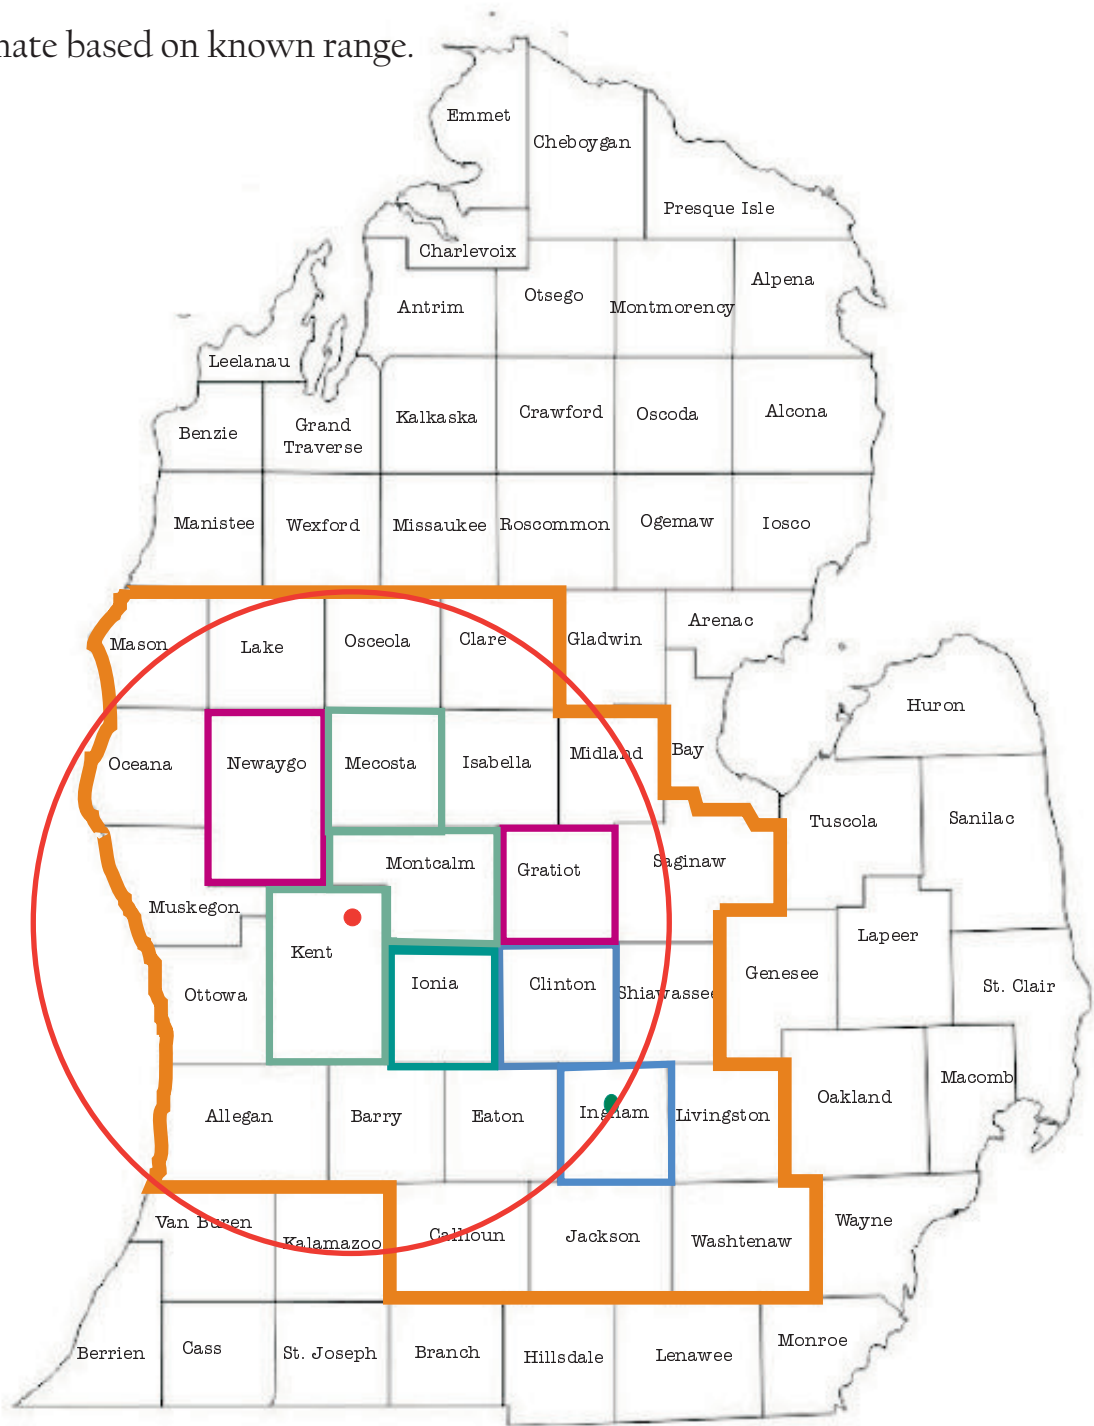 nate based on known range.
Emmet
Cheboygan
Presque Isle
Charlevoix
Alpena
Otsego
Antrim
Montmorency
Leelanau
Kalkaska
Crawford
Oscoda
Alcona
Benzie
Grand
Traverse
Manistee
Wexford
Missaukee
Roscommon
Ogemaw
Iosco
Mason
Lake
Osceola
Clare
Gladwin
Arenac
Huron
Oceana
Newaygo
Mecosta
Isabella
Midland
Bay
Tuscola
Sanilac
Montcalm
Gratiot
Saginaw
Muskegon
Kent
Lapeer
Ottowa
Ionia
Clinton
Shiawassee
Genesee
St. Clair
Allegan
Barry
Eaton
Ingham
Livingston
Oakland
Macomb
Van Buren
Kalamazoo
Calhoun
Jackson
Washtenaw
Wayne
Berrien
Cass
St. Joseph
Branch
Hillsdale
Lenawee
Monroe